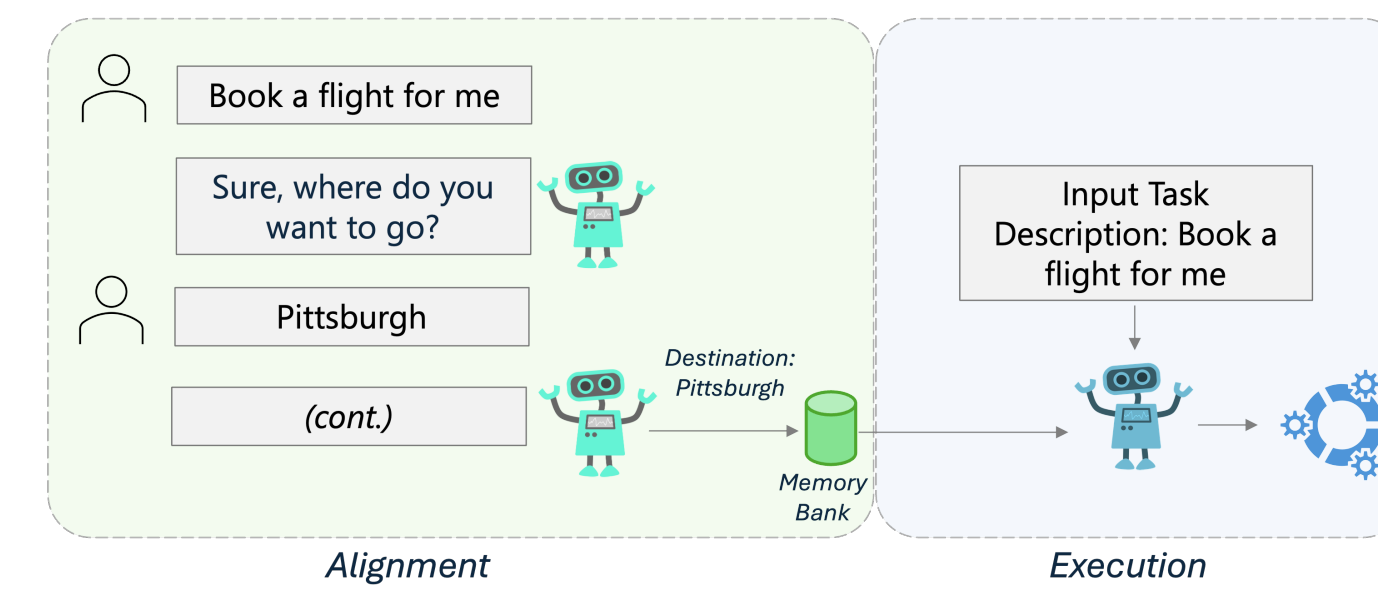 Book a flight for me
Sure, where do you
want to go?
Pittsburgh
(cont.)
Destination:
Pittsburgh
Memory
Bank
Alignment
Input Task
Description: Book a
flight for me
Execution